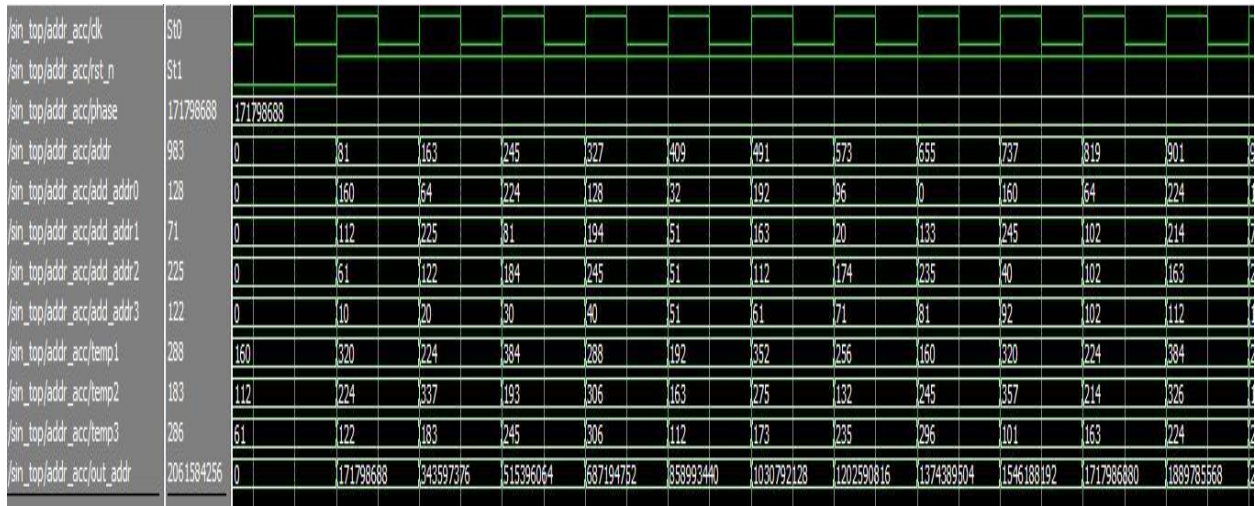 /sin_top/addr_acc/clk St0
/sin_top/addr_acc/rst_n St1
/sin_top/addr_acc/phase 171798688 171798688
/sin_top/addr_acc/addr 983 0 81 163 245 327 409 491 573 655 737 819 901
/sin_top/addr_acc/add_addr0 128 0 160 64 224 128 32 192 96 0 160 64 224
/sin_top/addr_acc/add_addr1 71 0 112 225 81 194 51 163 20 133 245 102 214
/sin_top/addr_acc/add_addr2 225 0 61 122 184 245 51 112 174 235 40 102 163
/sin_top/addr_acc/add_addr3 122 0 10 20 30 40 51 61 71 81 92 102 112
/sin_top/addr_acc/temp1 288 160 320 224 384 288 192 352 256 160 320 224 384
/sin_top/addr_acc/temp2 183 112 224 337 193 306 163 275 132 245 357 214 326
/sin_top/addr_acc/temp3 286 61 122 183 245 306 112 173 235 296 101 163 224
/sin_top/addr_acc/out_addr 2061584256 0 171798688 343597376 515396064 687194752 858993440 1030792128 1202590816 1374389504 1546188192 1717986880 1889785568